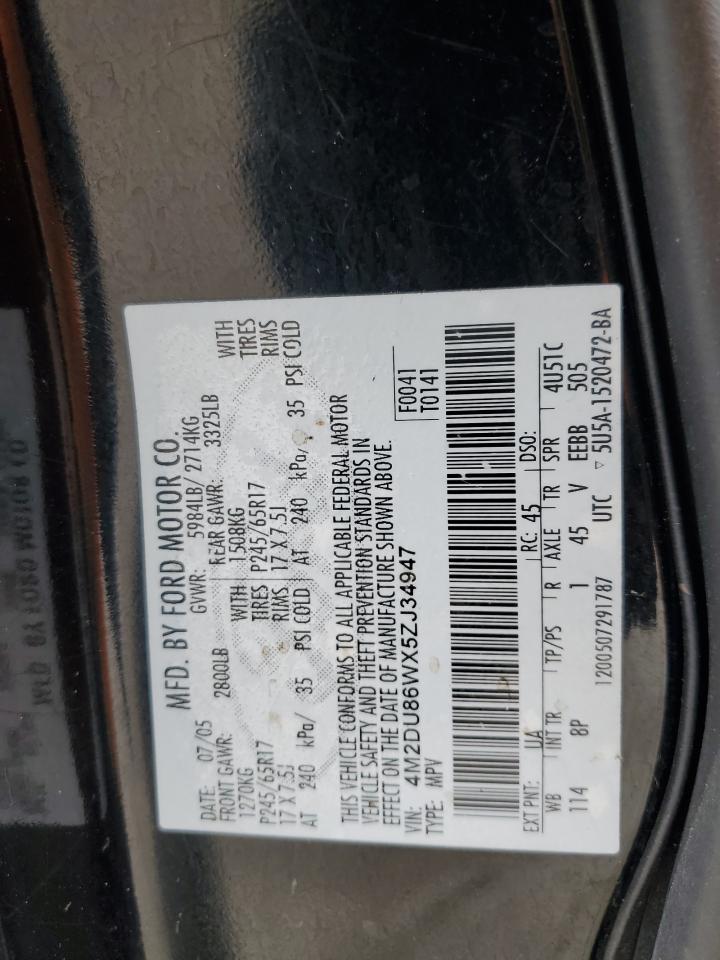 MFD. BY FORD MOTOR CO.
DATE: 07/05 GVWR: 5984LB/ 2714KG
FRONT GAWR: 2800LB REAR GAWR: 3325LB
1270KG WITH 1508KG WITH
P245/65R17 TIRES P245/65R17 TIRES
17 X 7.5J RIMS 17 X 7.5J RIMS
AT 240 kPa/ 35 PSI COLD AT 240 kPa/ 35 PSI COLD
THIS VEHICLE CONFORMS TO ALL APPLICABLE FEDERAL MOTOR
VEHICLE SAFETY AND THEFT PREVENTION STANDARDS IN
EFFECT ON THE DATE OF MANUFACTURE SHOWN ABOVE.
VIN: 4M2DU86WX5ZJ34947 F0041
TYPE: MPV T0141
EXT PNT: UA RC: 45 DSO:
WB INT TR TP/PS R AXLE TR SPR 4U51C
114 8P 1 45 V EEBB 505
1200507291787 UTC ▽ 5U5A-1520472-BA